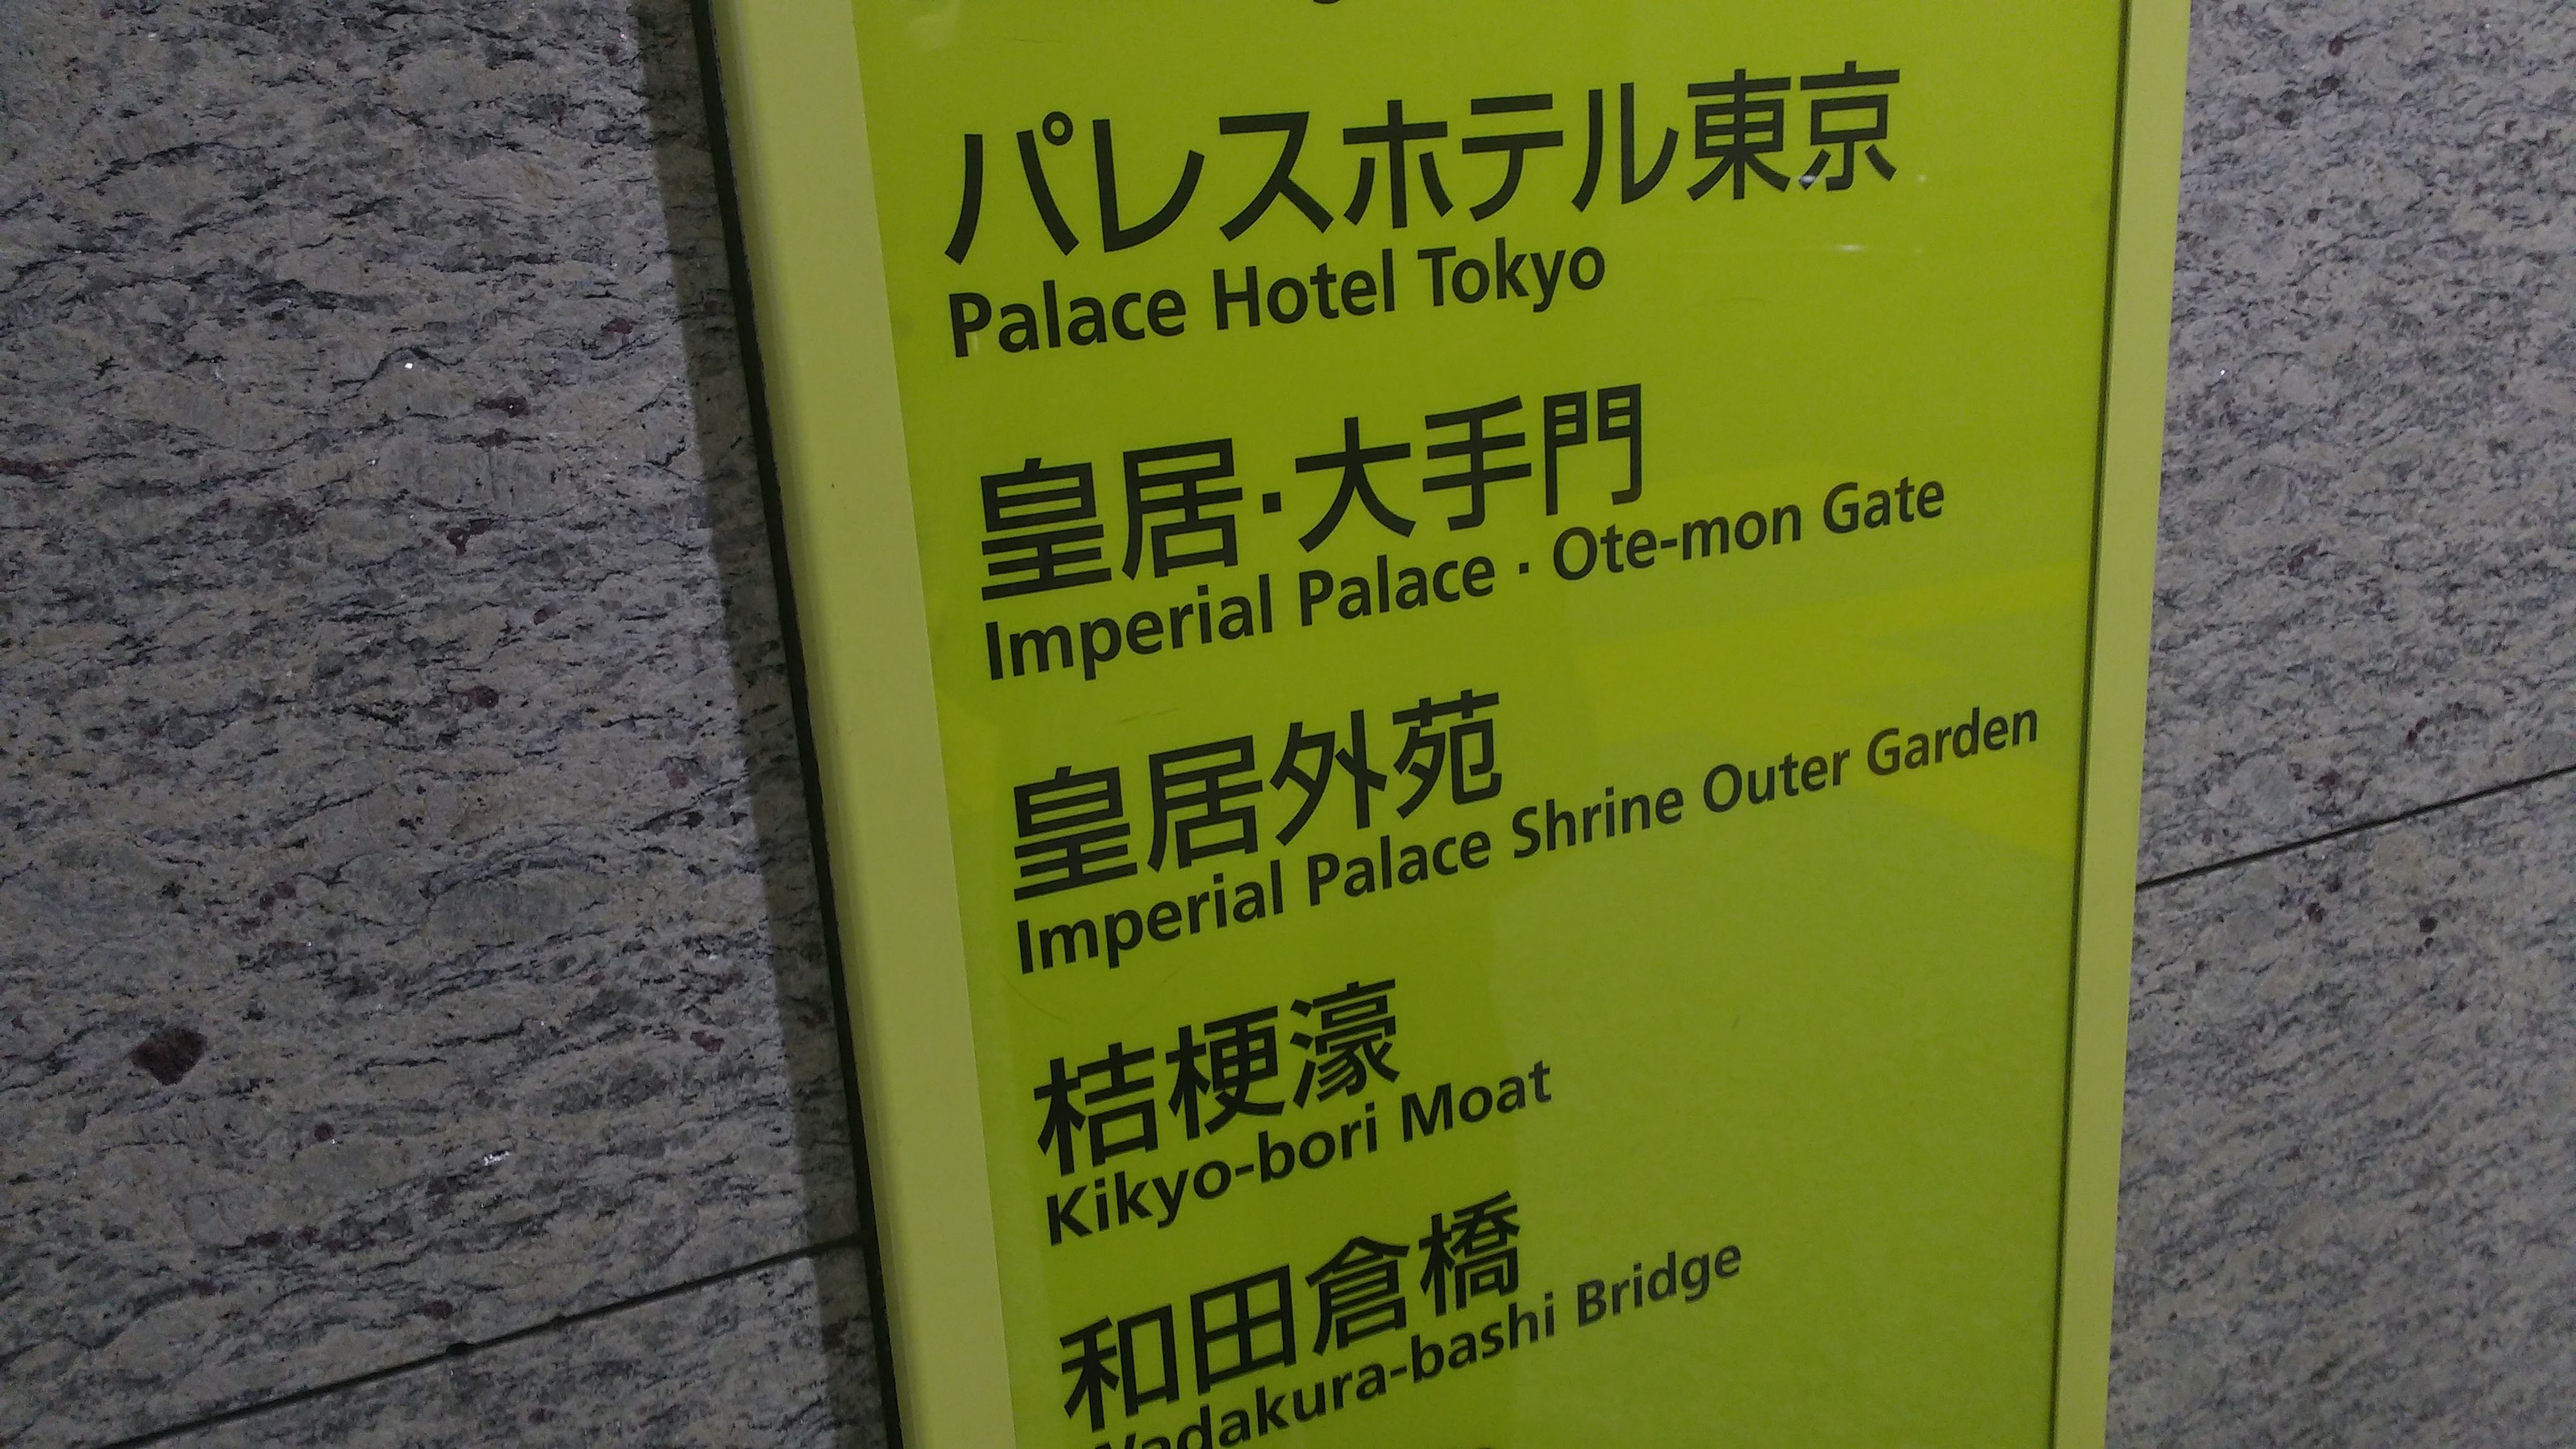 パレスホテル東京
Palace Hotel Tokyo
皇居・大手門
Imperial Palace · Ote-mon Gate
皇居外苑
Imperial Palace Shrine Outer Garden
桔梗濠
Kikyo-bori Moat
和田倉橋
Wadakura-bashi Bridge